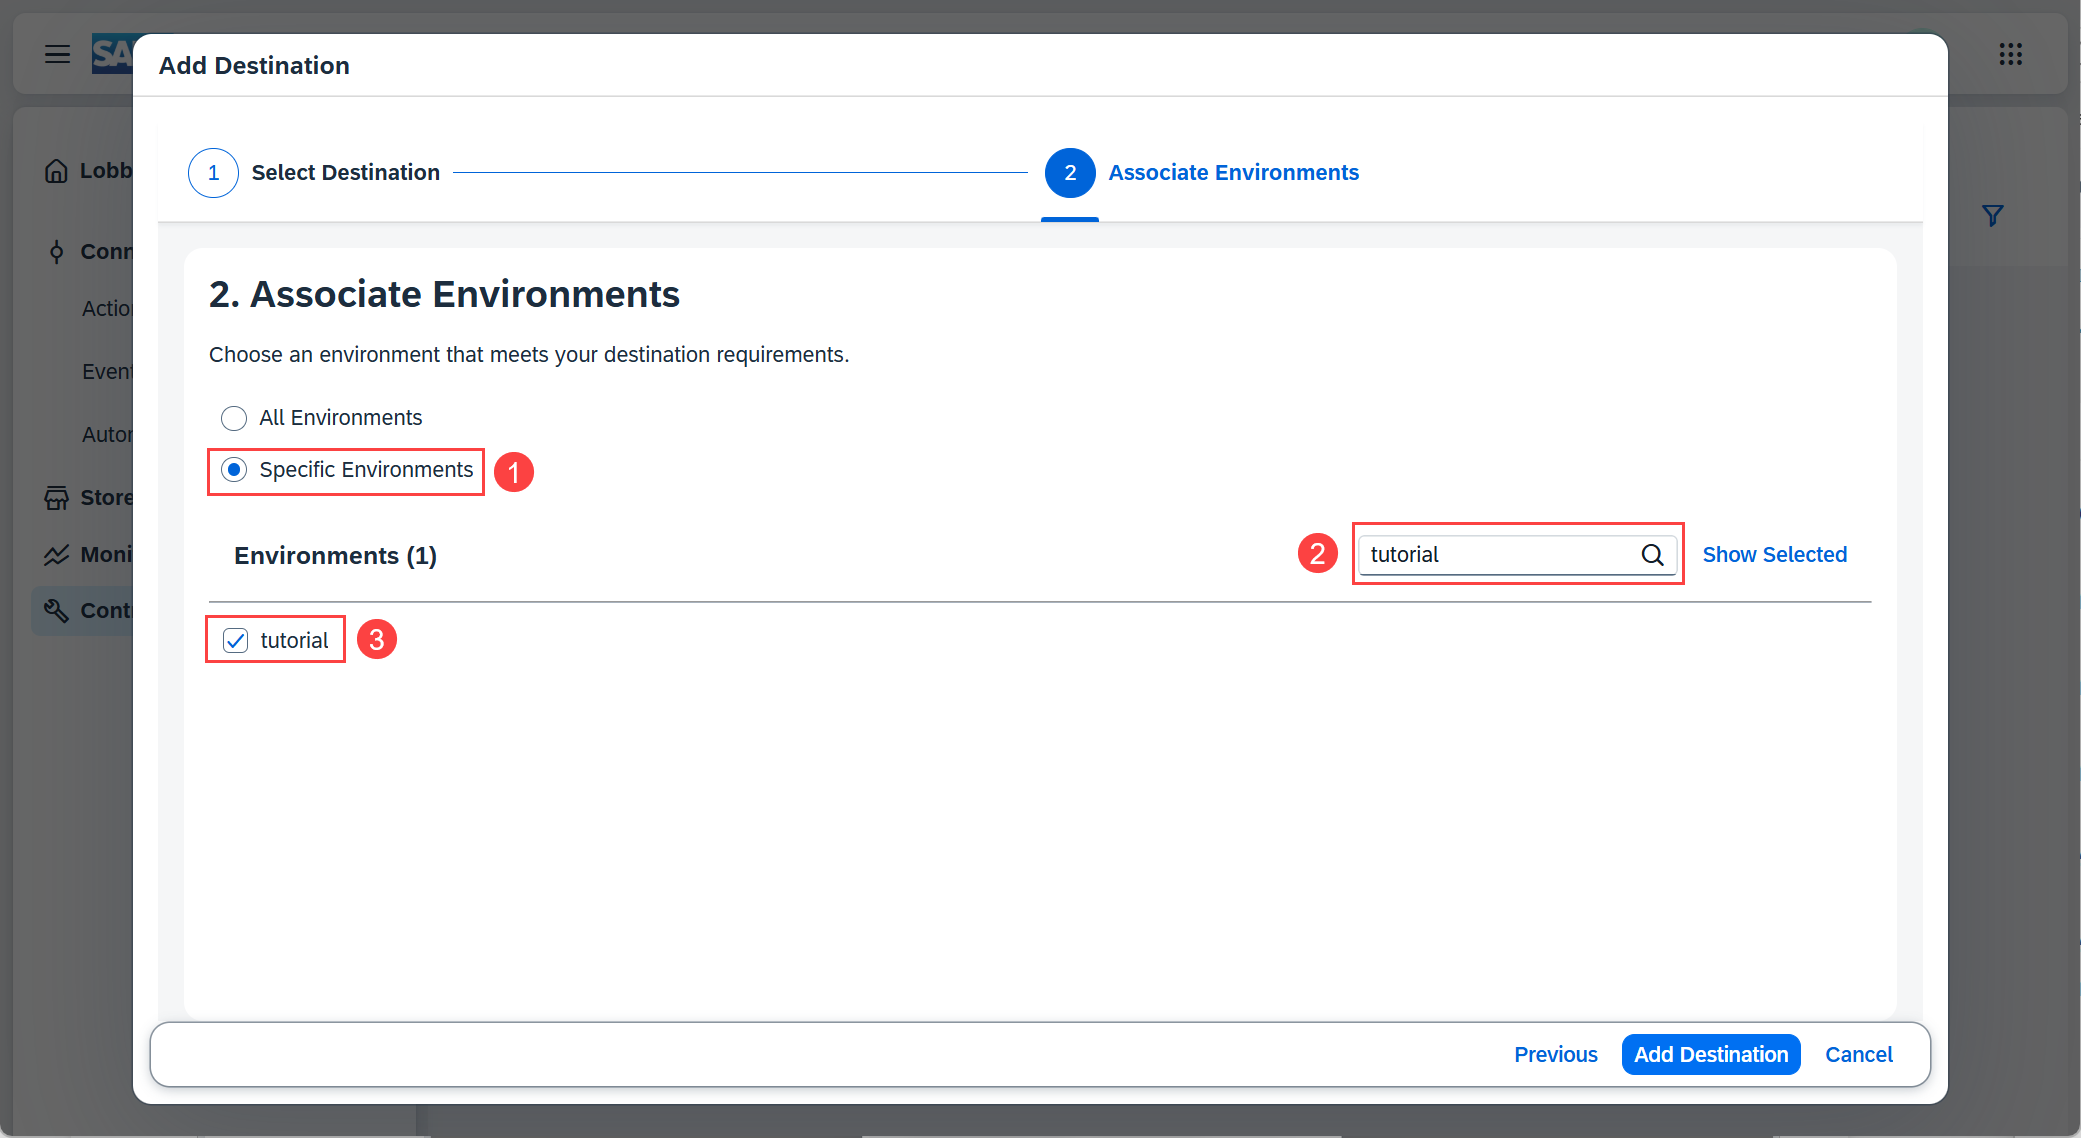 SA
Add Destination
1 Select Destination 2 Associate Environments
Lobb
Conn
Action
Event
Autor
Store
Moni
Cont
2. Associate Environments
Choose an environment that meets your destination requirements.
All Environments
Specific Environments 1
Environments (1) 2 tutorial Show Selected
tutorial 3
Previous Add Destination Cancel